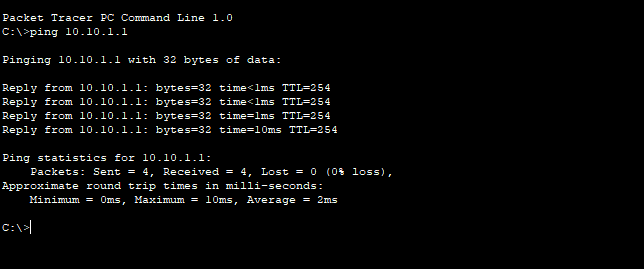 Packet Tracer PC Command Line 1.0
C:\>ping 10.10.1.1
Pinging 10.10.1.1 with 32 bytes of data:
Reply from 10.10.1.1: bytes=32 time<1ms TTL=254
Reply from 10.10.1.1: bytes=32 time<1ms TTL=254
Reply from 10.10.1.1: bytes=32 time=1ms TTL=254
Reply from 10.10.1.1: bytes=32 time=10ms TTL=254
Ping statistics for 10.10.1.1:
    Packets: Sent = 4, Received = 4, Lost = 0 (0% loss),
Approximate round trip times in milli-seconds:
    Minimum = 0ms, Maximum = 10ms, Average = 2ms
C:\>